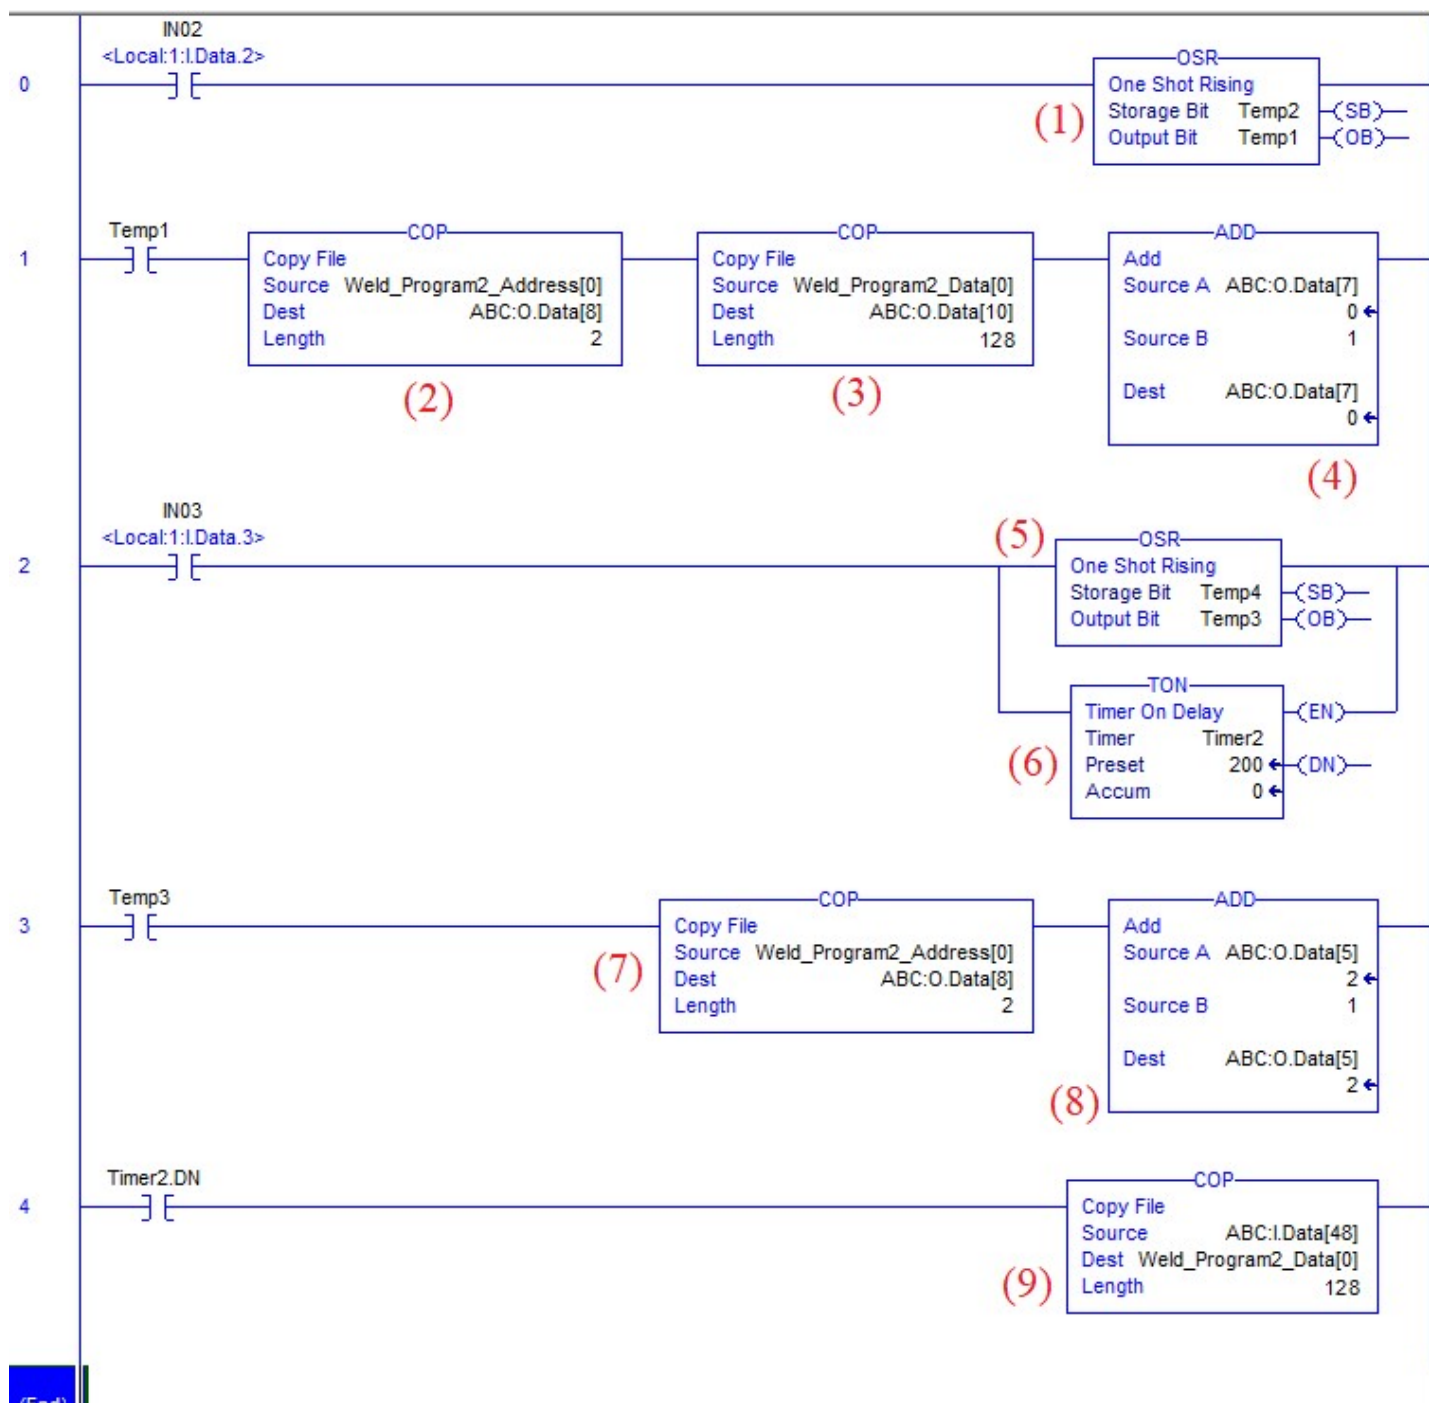 IN02
<Local:1:I.Data.2>
0
OSR
One Shot Rising
Storage Bit Temp2 (SB)
Output Bit Temp1 (OB)
(1)
1
Temp1
COP
Copy File
Source Weld_Program2_Address[0]
Dest ABC:O.Data[8]
Length 2
(2)
COP
Copy File
Source Weld_Program2_Data[0]
Dest ABC:O.Data[10]
Length 128
(3)
ADD
Add
Source A ABC:O.Data[7]
0
Source B 1
Dest ABC:O.Data[7]
0
(4)
IN03
<Local:1:I.Data.3>
2
(5)
OSR
One Shot Rising
Storage Bit Temp4 (SB)
Output Bit Temp3 (OB)
TON
Timer On Delay (EN)
Timer Timer2
Preset 200 (DN)
Accum 0
(6)
3
Temp3
COP
Copy File
Source Weld_Program2_Address[0]
Dest ABC:O.Data[8]
Length 2
(7)
ADD
Add
Source A ABC:O.Data[5]
2
Source B 1
Dest ABC:O.Data[5]
2
(8)
Timer2.DN
4
COP
Copy File
Source ABC:I.Data[48]
Dest Weld_Program2_Data[0]
Length 128
(9)
(End)